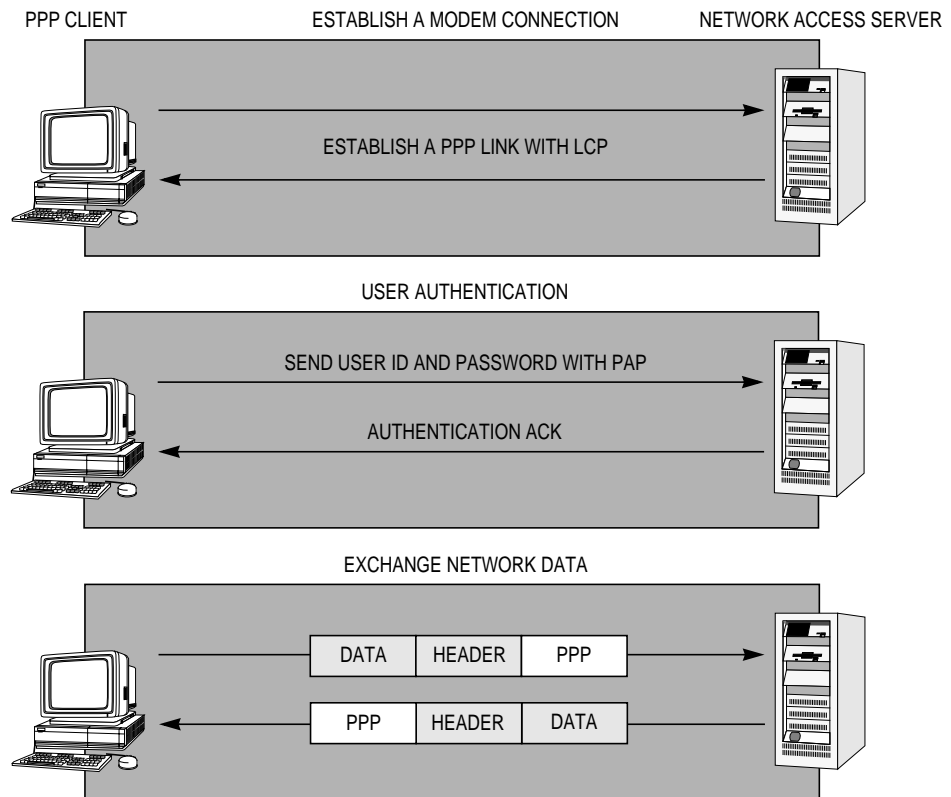 PPP CLIENT
ESTABLISH A MODEM CONNECTION
NETWORK ACCESS SERVER
ESTABLISH A PPP LINK WITH LCP
USER AUTHENTICATION
SEND USER ID AND PASSWORD WITH PAP
AUTHENTICATION ACK
EXCHANGE NETWORK DATA
DATA HEADER PPP
PPP HEADER DATA